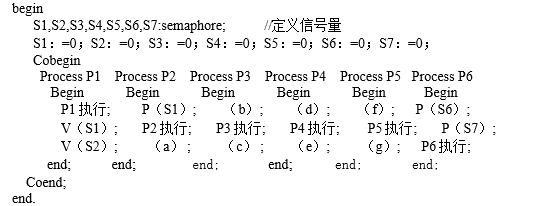 begin
S1,S2,S3,S4,S5,S6,S7:semaphore; //定义信号量
S1：=0；S2：=0；S3：=0；S4：=0；S5：=0；S6：=0；S7：=0；
Cobegin
Process P1 Process P2 Process P3 Process P4 Process P5 Process P6
Begin Begin Begin Begin Begin Begin
P1执行; P（S1）; （b）; （d）; （f）; P（S6）;
V（S1）; P2执行; P3执行; P4执行; P5执行; P（S7）;
V（S2）; （a）; （c）; （e）; （g）; P6执行;
end; end; end; end; end; end;
Coend;
end.